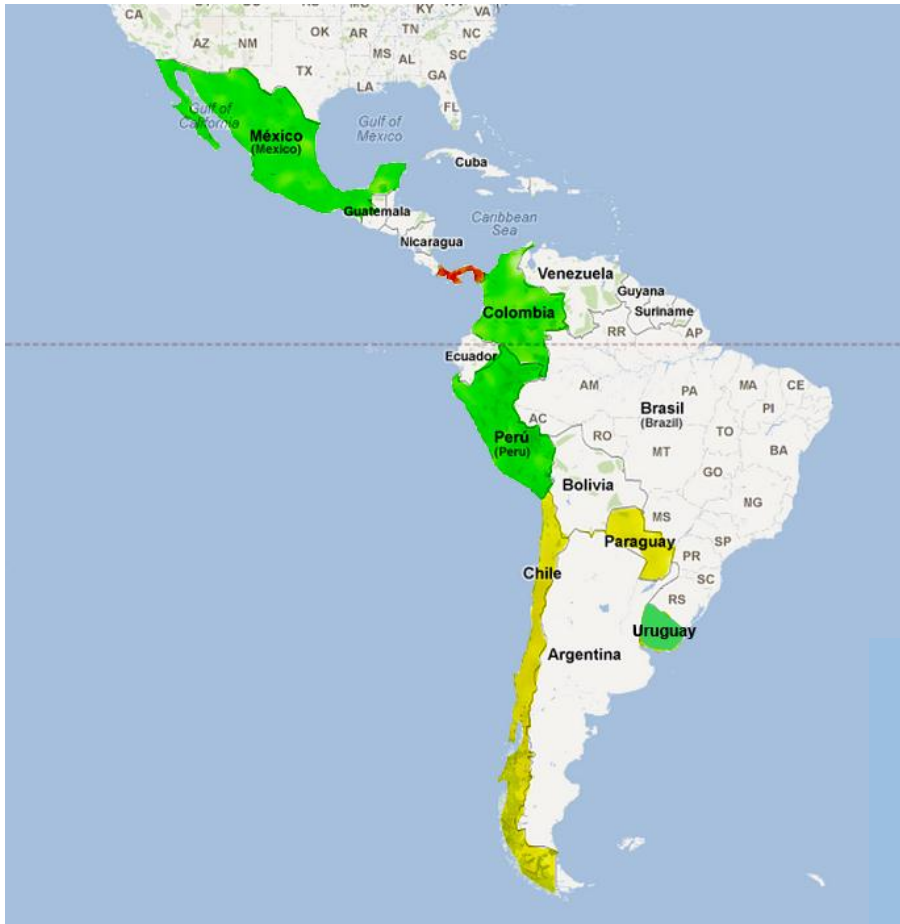 KY
VA
CA
OK
AR
TN
NC
AZ
NM
MS
AL
SC
TX
LA
GA
FL
Gulf of
California
Gulf of
Mexico
México
(Mexico)
Cuba
Guatemala
Caribbean
Sea
Nicaragua
Venezuela
Guyana
Colombia
Suriname
RR
AP
Ecuador
AM
PA
MA
CE
Brasil
(Brazil)
PI
AC
TO
Perú
(Peru)
RO
MT
BA
GO
Bolivia
NG
MS
Paraguay
SP
PR
Chile
SC
RS
Uruguay
Argentina